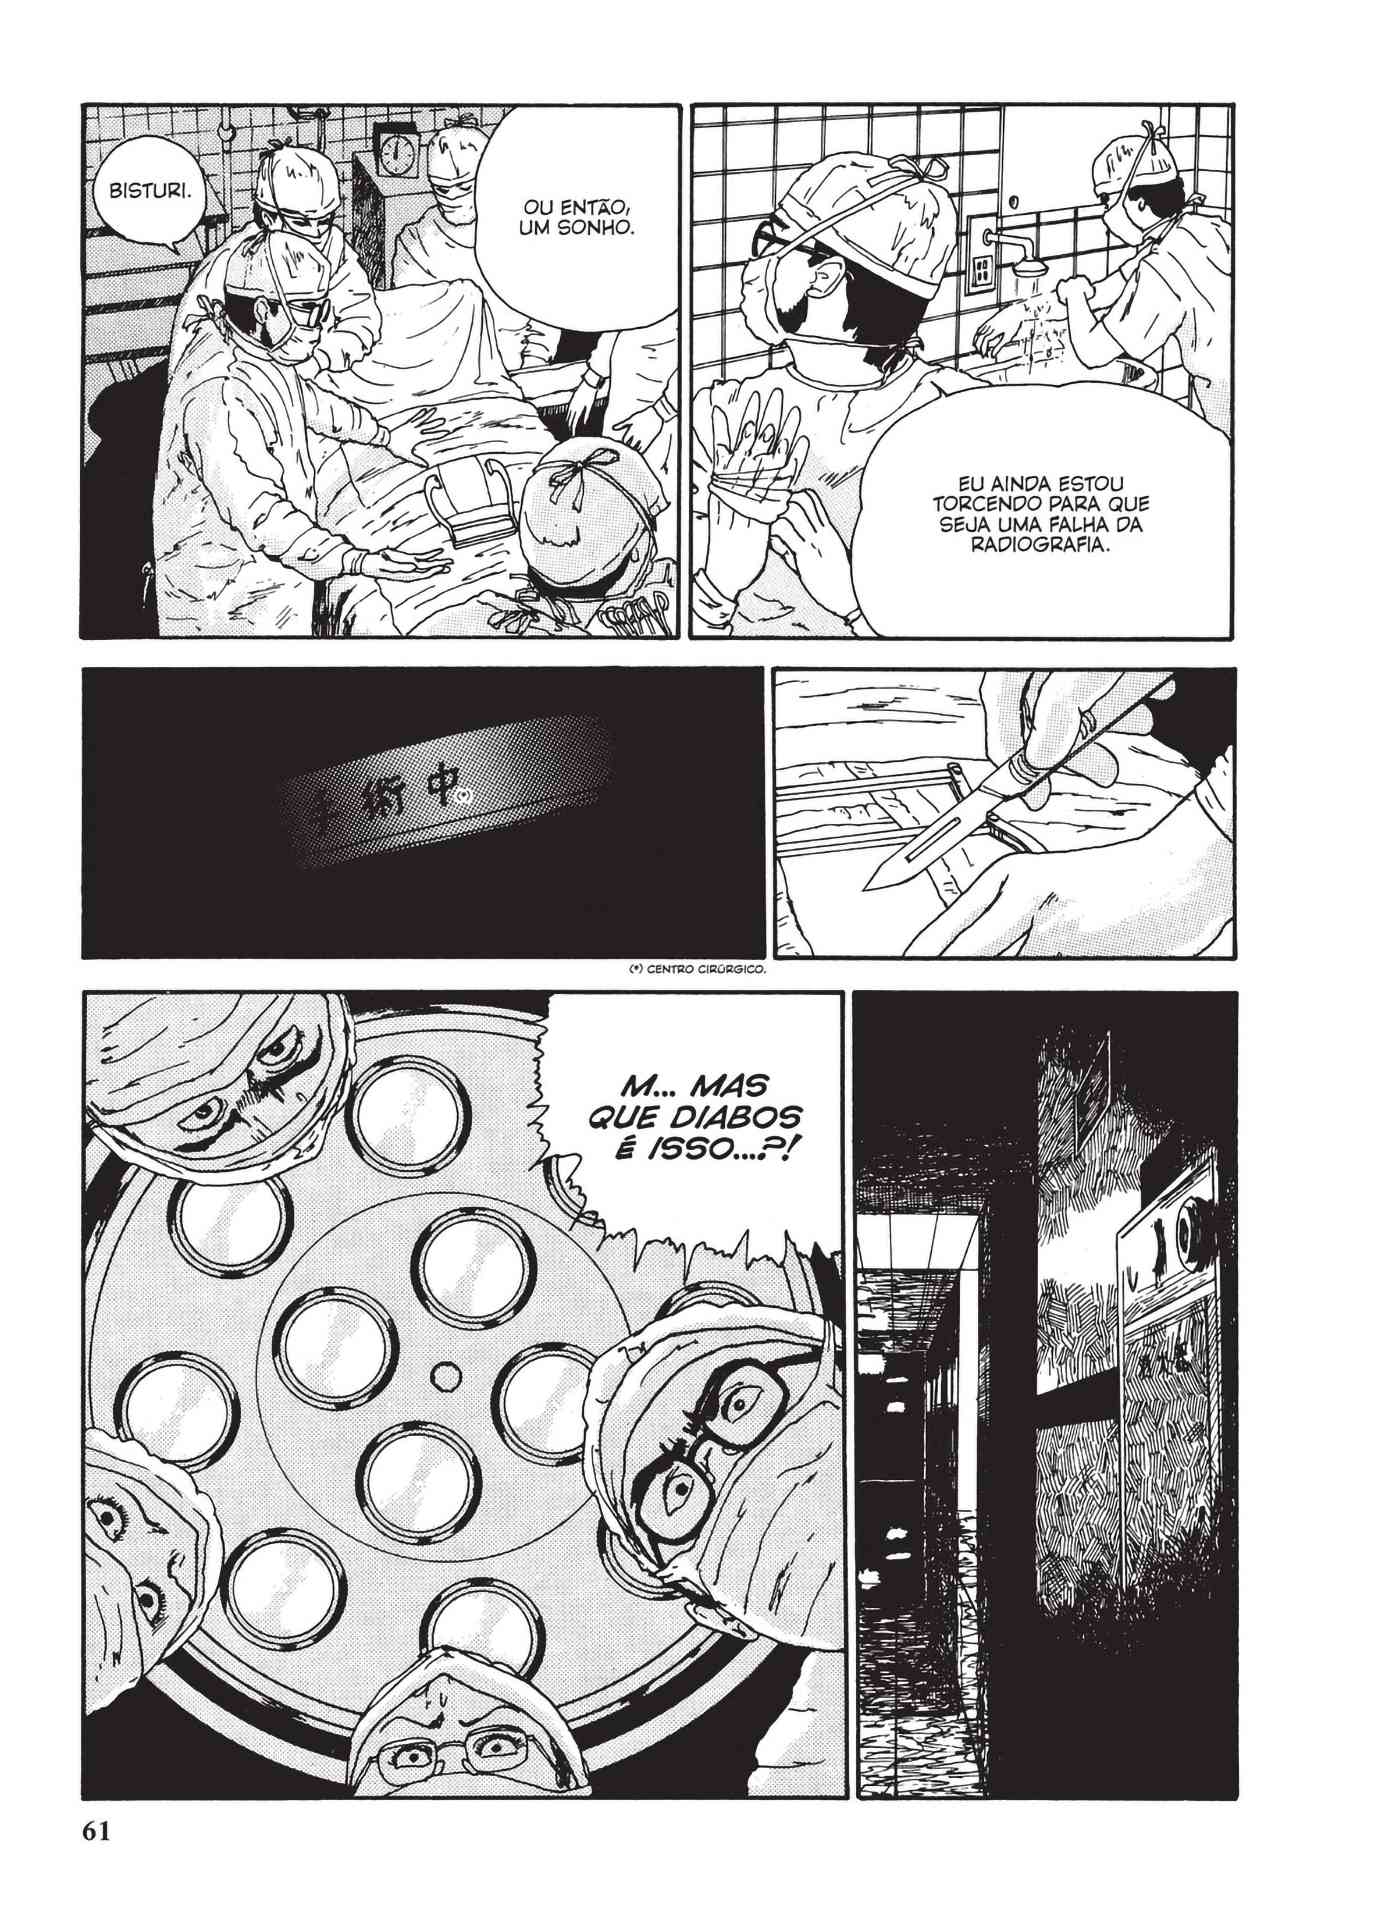 EU AINDA ESTOU
TORCENDO PARA QUE
SEJA UMA FALHA DA
RADIOGRAFIA.
OU ENTÃO,
UM SONHO.
BISTURI.
手術中
(*) CENTRO CIRÚRGICO.
M... MAS
QUE DIABOS
É ISSO...?!
61